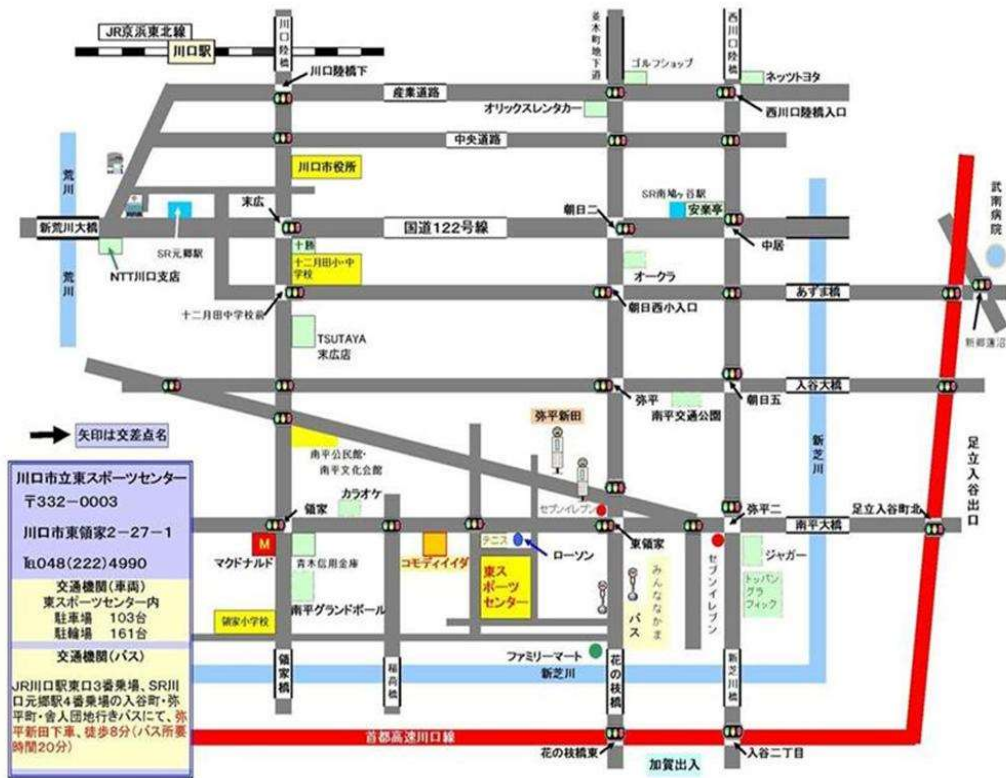 JR京浜東北線
川口駅
川口陸橋
川口陸橋下
並木町地下道
ゴルフショップ
西川口陸橋
ネッツトヨタ
産業道路
オリックスレンタカー
西川口陸橋入口
中央道路
川口市役所
荒川
新荒川大橋
SR元郷駅
NTT川口支店
荒川
末広
国道122号線
朝日二
SR南鳩ヶ谷駅
安楽亭
中居
武南病院
十勝
十二月田小・中
学校
オークラ
十二月田中学校前
朝日西小入口
あずま橋
新郷蓮沼
TSUTAYA
末広店
弥平
南平交通公園
朝日五
入谷大橋
新芝川
足立入谷出口
矢印は交差点名
弥平新田
南平公民館・
南平文化会館
カラオケ
セブンイレブン
領家
弥平二
南平大橋
足立入谷町北
M
マクドナルド
青木信用金庫
コモディイイダ
テニス
ローソン
東領家
セブンイレブン
ジャガー
東ス
ポーツ
センター
みんななかま
バス
トッパン
グラ
フィック
南平グランドボール
領家小学校
ファミリーマート
新芝川
領家橋
稲荷橋
花の枝橋
新芝川橋
首都高速川口線
花の枝橋東
加賀出入
入谷二丁目
川口市立東スポーツセンター
〒332-0003
川口市東領家2-27-1
℡048(222)4990
交通機関(車両)
東スポーツセンター内
駐車場 103台
駐輪場 161台
交通機関(バス)
JR川口駅東口3番乗場、SR川
口元郷駅4番乗場の入谷町・弥
平町・舎人団地行きバスにて、弥
平新田下車、徒歩8分(バス所要
時間20分)